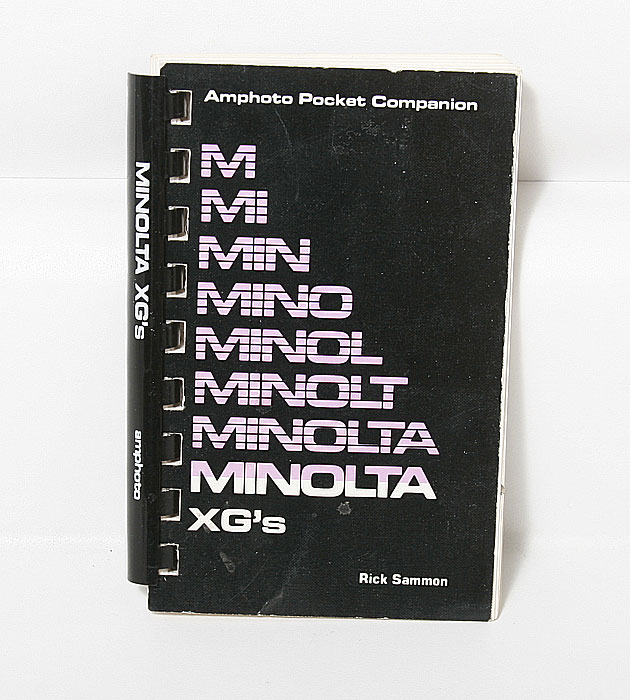 Amphoto Pocket Companion
M
MI
MIN
MINO
MINOL
MINOLT
MINOLTA
MINOLTA
XG's
Rick Sammon
MINOLTA XG's
amphoto